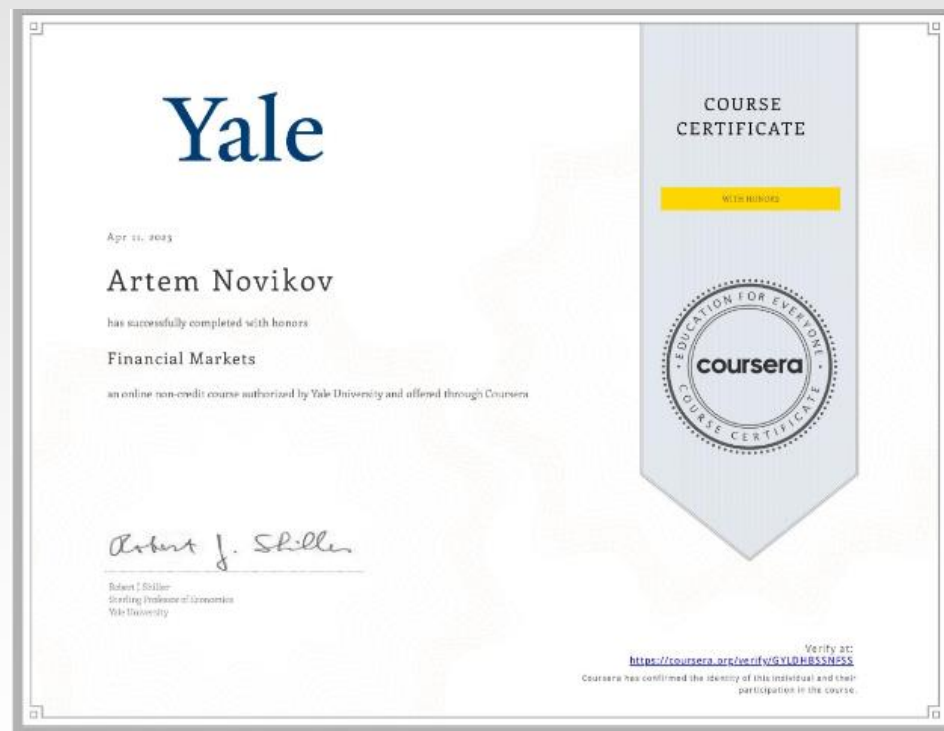 Yale
Apr 11, 2023
Artem Novikov
has successfully completed with honors
Financial Markets
an online non-credit course authorized by Yale University and offered through Coursera
Robert J. Shiller
Robert J Shiller
Sterling Professor of Economics
Yale University
COURSE
CERTIFICATE
WITH HONORS
EDUCATION FOR EVERYONE
coursera
COURSE CERTIFICATE
Verify at:
https://coursera.org/verify/GYLDHBSSNFSS
Coursera has confirmed the identity of this individual and their
participation in the course.